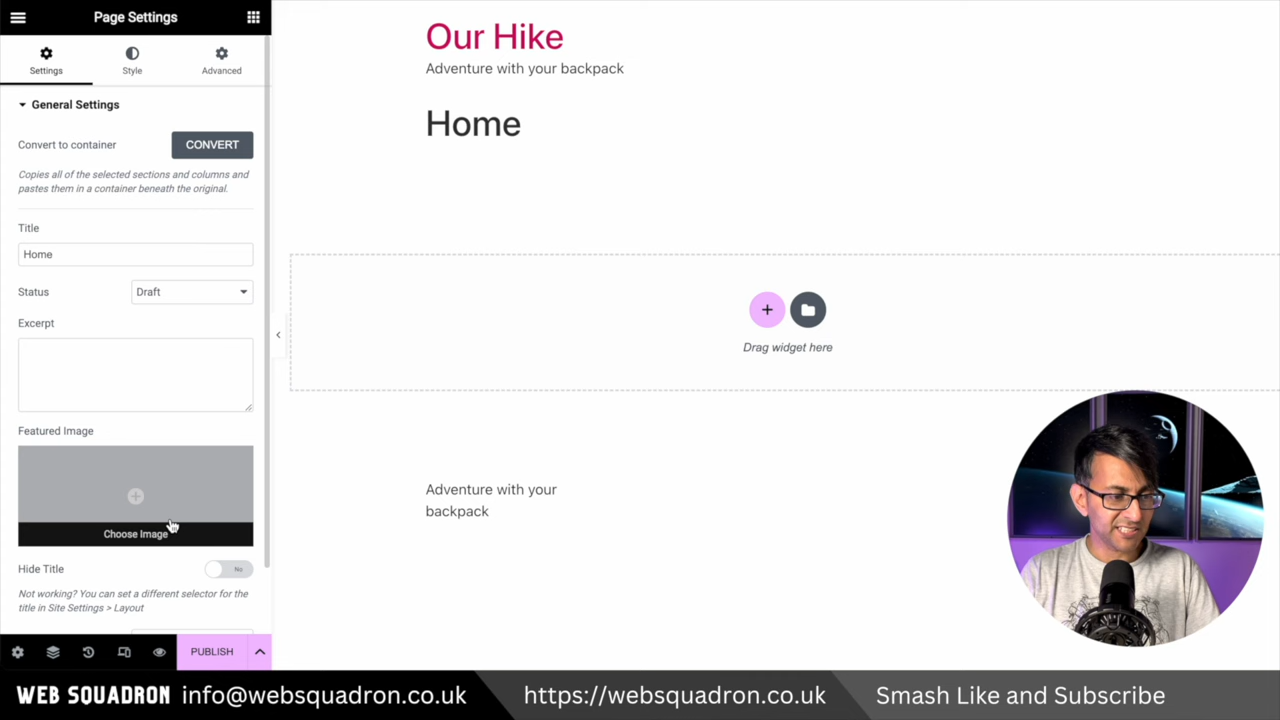 Page Settings
Settings
Style
Advanced
General Settings
Convert to container
CONVERT
Copies all of the selected sections and columns and
pastes them in a container beneath the original.
Title
Home
Status
Draft
Excerpt
Featured Image
Choose Image
Hide Title
No
Not working? You can set a different selector for the
title in Site Settings > Layout
PUBLISH
Our Hike
Adventure with your backpack
Home
Drag widget here
Adventure with your
backpack
WEB SQUADRON
info@websquadron.co.uk
https://websquadron.co.uk
Smash Like and Subscribe